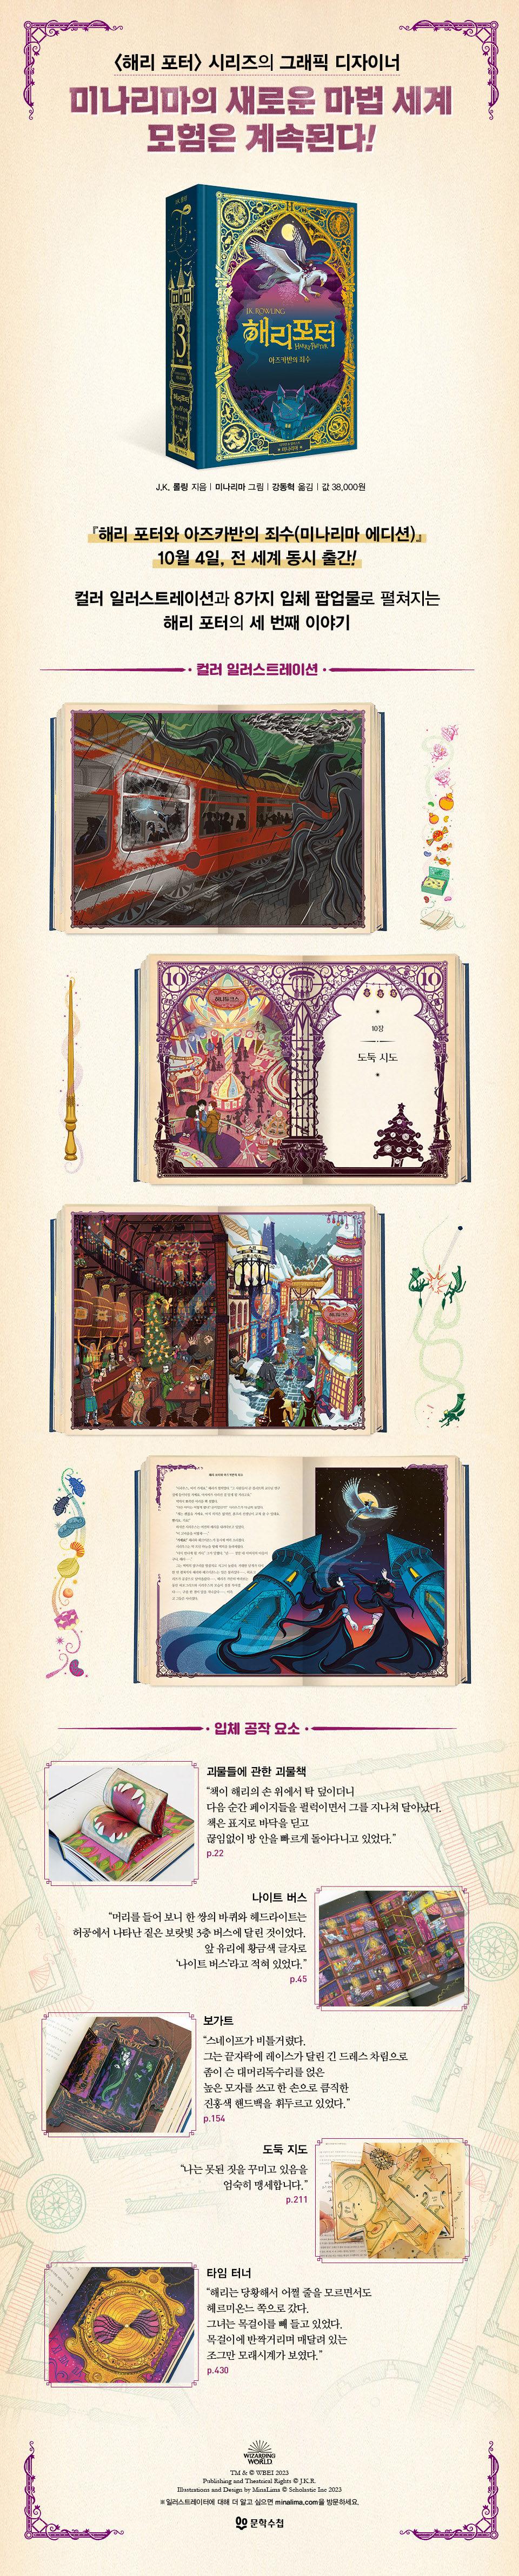 〈해리 포터〉 시리즈의 그래픽 디자이너
미나리마의 새로운 마법 세계
모험은 계속된다!
J.K. 롤링
3
해리포터
J.K. ROWLING
해리포터
HARRY POTTER
아즈카반의 죄수
미나리마
J.K. 롤링 지음 | 미나리마 그림 | 강동혁 옮김 | 값 38,000원
『해리 포터와 아즈카반의 죄수(미나리마 에디션)』
10월 4일, 전 세계 동시 출간!
컬러 일러스트레이션과 8가지 입체 팝업물로 펼쳐지는
해리 포터의 세 번째 이야기
• 컬러 일러스트레이션 •
10
허니듀크스
10
10장
도둑 지도
• 입체 공작 요소 •
괴물들에 관한 괴물책
“책이 해리의 손 위에서 탁 덮이더니
다음 순간 페이지들을 펄럭이면서 그를 지나쳐 달아났다.
책은 표지로 바닥을 딛고
끊임없이 방 안을 빠르게 돌아다니고 있었다.”
p.22
나이트 버스
“머리를 들어 보니 한 쌍의 바퀴와 헤드라이트는
허공에서 나타난 짙은 보랏빛 3층 버스에 달린 것이었다.
앞 유리에 황금색 글자로
‘나이트 버스’라고 적혀 있었다.”
p.45
보가트
“스네이프가 비틀거렸다.
그는 끝자락에 레이스가 달린 긴 드레스 차림으로
좀이 슨 대머리독수리를 얹은
높은 모자를 쓰고 한 손으로 큼직한
진홍색 핸드백을 휘두르고 있었다.”
p.154
도둑 지도
“나는 못된 짓을 꾸미고 있음을
엄숙히 맹세합니다.”
p.211
타임 터너
“해리는 당황해서 어쩔 줄을 모르면서도
헤르미온느 쪽으로 갔다.
그녀는 목걸이를 빼 들고 있었다.
목걸이에 반짝거리며 매달려 있는
조그만 모래시계가 보였다.”
p.430
WIZARDING
WORLD
TM & © WBEI 2023
Publishing and Theatrical Rights © J.K.R.
Illustrations and Design by MinaLima © Scholastic Inc 2023
※일러스트레이터에 대해 더 알고 싶으면 minalima.com을 방문하세요.
문학수첩